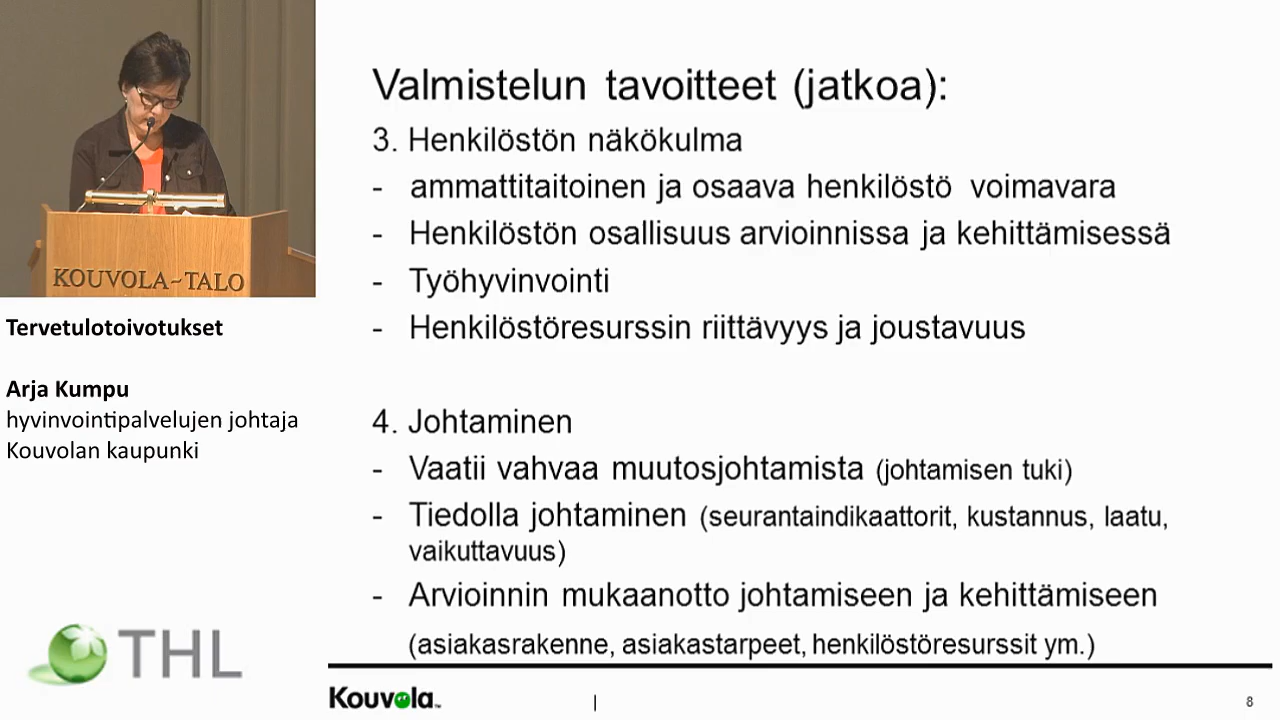 KOUVOLA-TALO
Tervetulotoivotukset
Arja Kumpu
hyvinvointipalvelujen johtaja
Kouvolan kaupunki
THL
Valmistelun tavoitteet (jatkoa):
3. Henkilöstön näkökulma
- ammattitaitoinen ja osaava henkilöstö voimavara
- Henkilöstön osallisuus arvioinnissa ja kehittämisessä
- Työhyvinvointi
- Henkilöstöresurssin riittävyys ja joustavuus
4. Johtaminen
- Vaatii vahvaa muutosjohtamista (johtamisen tuki)
- Tiedolla johtaminen (seurantaindikaattorit, kustannus, laatu,
vaikuttavuus)
- Arvioinnin mukaanotto johtamiseen ja kehittämiseen
(asiakasrakenne, asiakastarpeet, henkilöstöresurssit ym.)
Kouvola™
|
8